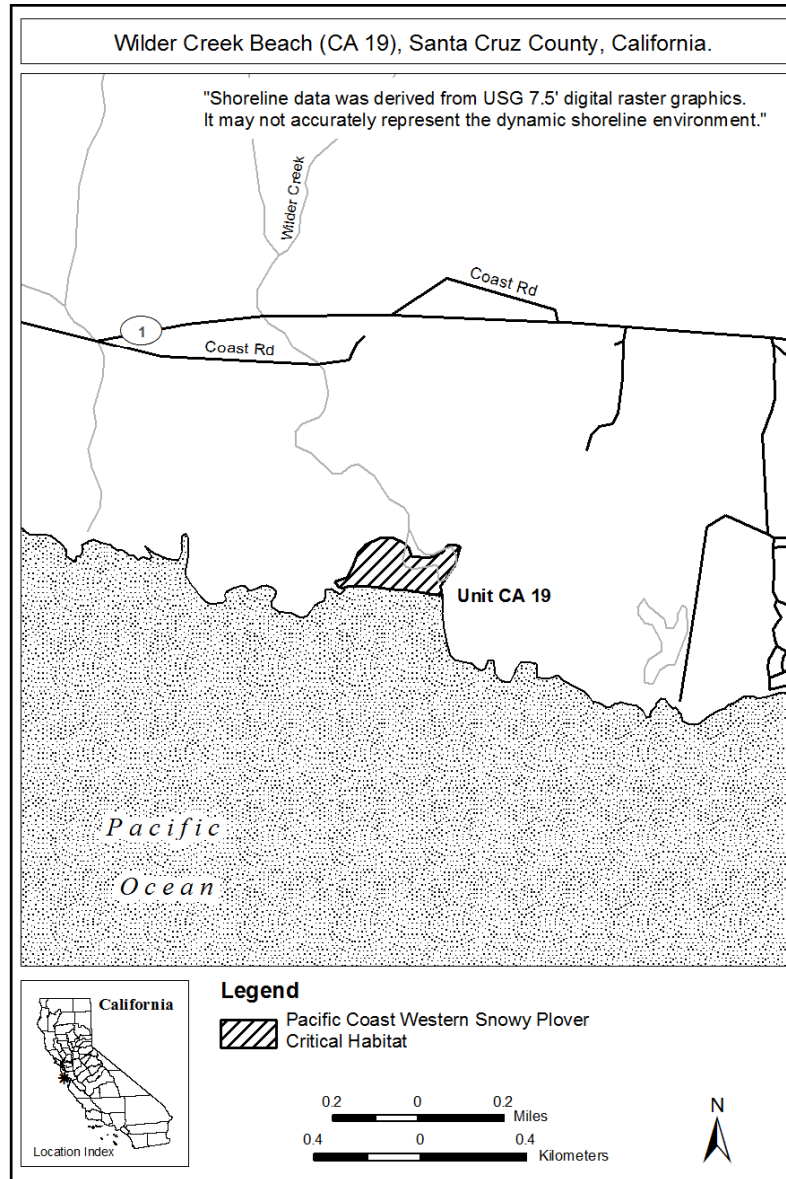 Wilder Creek Beach (CA 19), Santa Cruz County, California.
"Shoreline data was derived from USG 7.5' digital raster graphics.
It may not accurately represent the dynamic shoreline environment."
Wilder Creek
Coast Rd
1
Coast Rd
Unit CA 19
Pacific
Ocean
California
Location Index
Legend
Pacific Coast Western Snowy Plover
Critical Habitat
0.2 0 0.2
Miles
0.4 0 0.4
Kilometers
N